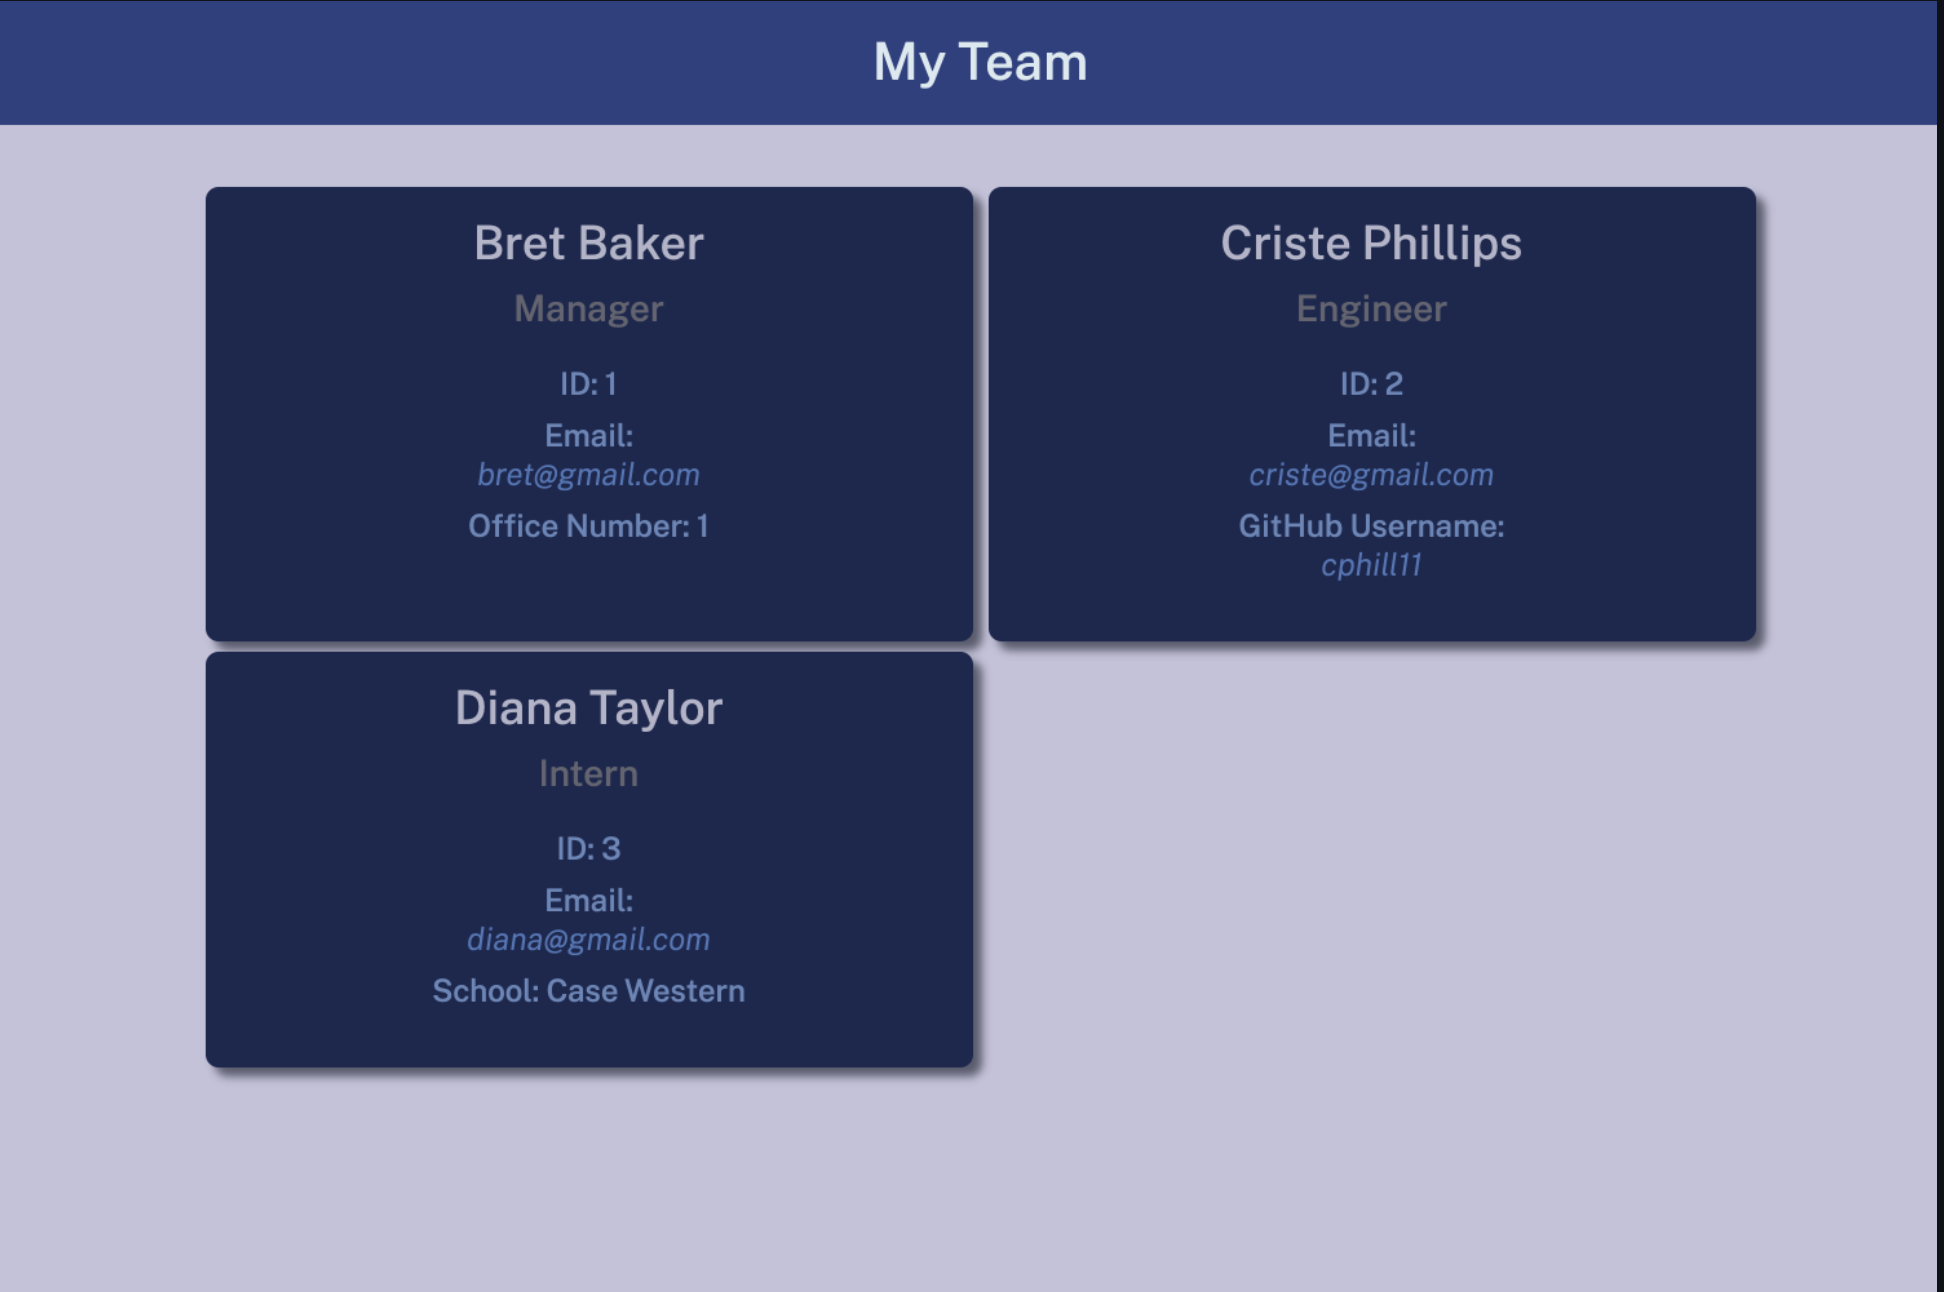 My Team
Bret Baker
Manager
ID: 1
Email:
bret@gmail.com
Office Number: 1
Criste Phillips
Engineer
ID: 2
Email:
criste@gmail.com
GitHub Username:
cphill11
Diana Taylor
Intern
ID: 3
Email:
diana@gmail.com
School: Case Western